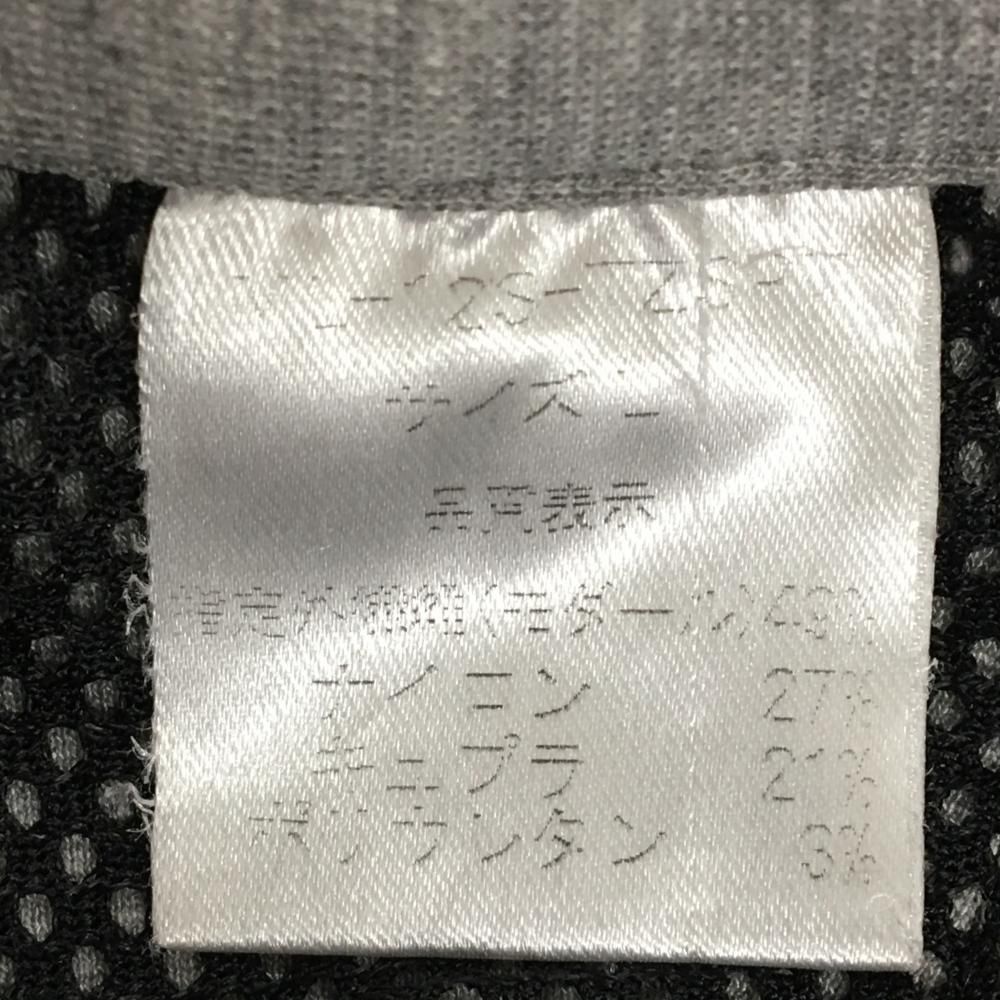 サイズ
品質表示
指定外繊維(モダール)49%
ナイロン 27%
キュプラ 21%
ポリウレタン 3%